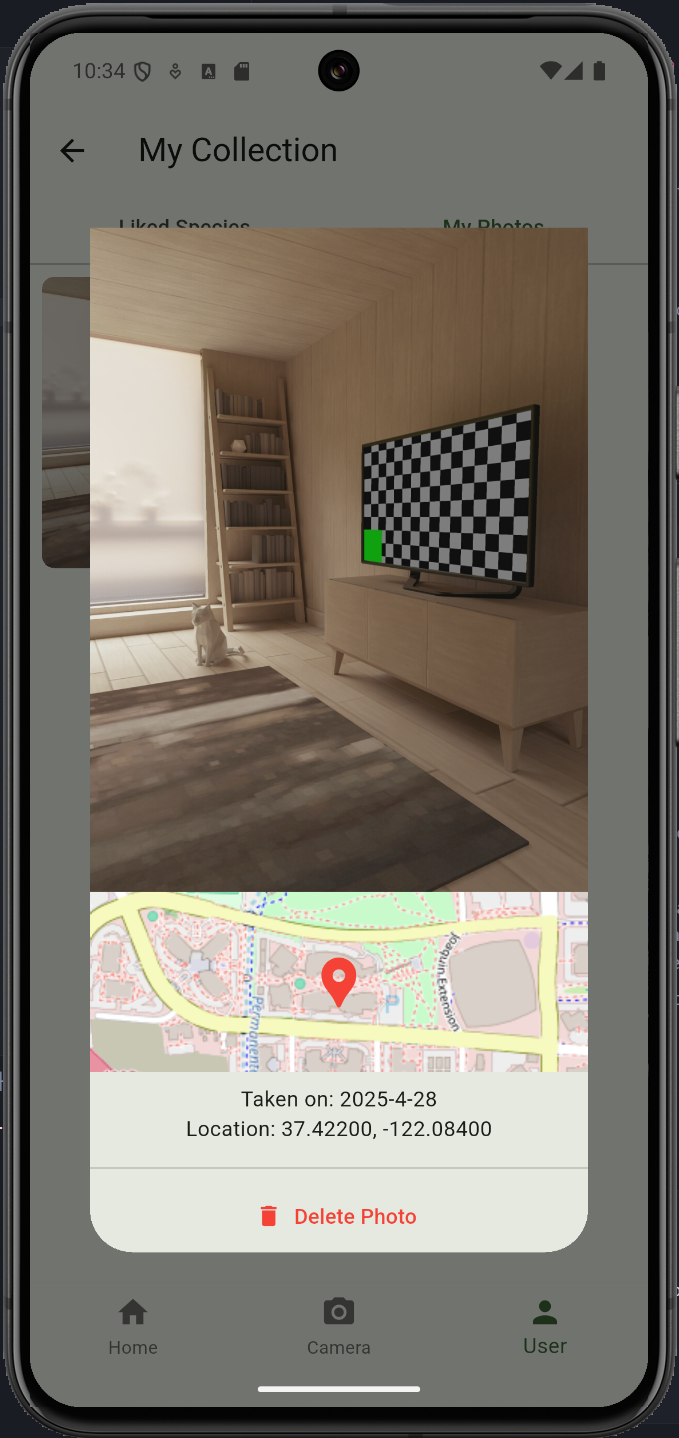 10:34
My Collection
Liked Species
My Photos
Joaquin Extension
Permanente
Taken on: 2025-4-28
Location: 37.42200, -122.08400
Delete Photo
Home
Camera
User